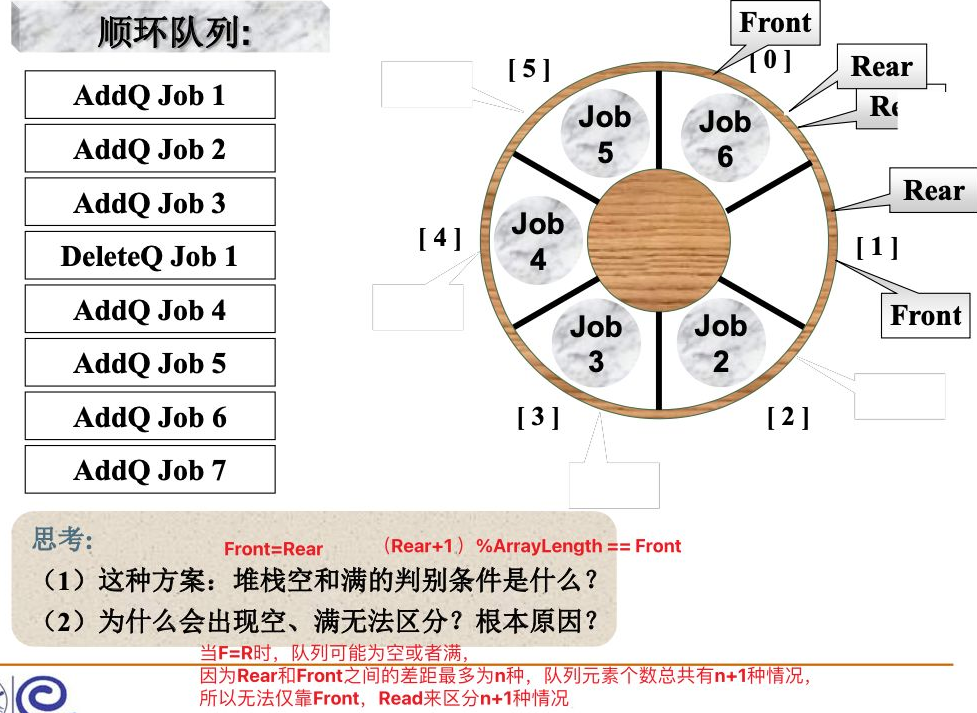 顺环队列:
AddQ Job 1
AddQ Job 2
AddQ Job 3
DeleteQ Job 1
AddQ Job 4
AddQ Job 5
AddQ Job 6
AddQ Job 7
Front
[ 0 ]
Rear
Rear
[ 1 ]
Front
[ 2 ]
[ 3 ]
[ 4 ]
[ 5 ]
Job
5
Job
6
Job
4
Job
3
Job
2
思考:
Front=Rear
（Rear+1）%ArrayLength == Front
（1）这种方案：堆栈空和满的判别条件是什么？
（2）为什么会出现空、满无法区分？根本原因？
当F=R时，队列可能为空或者满，
因为Rear和Front之间的差距最多为n种，队列元素个数总共有n+1种情况，
所以无法仅靠Front，Read来区分n+1种情况